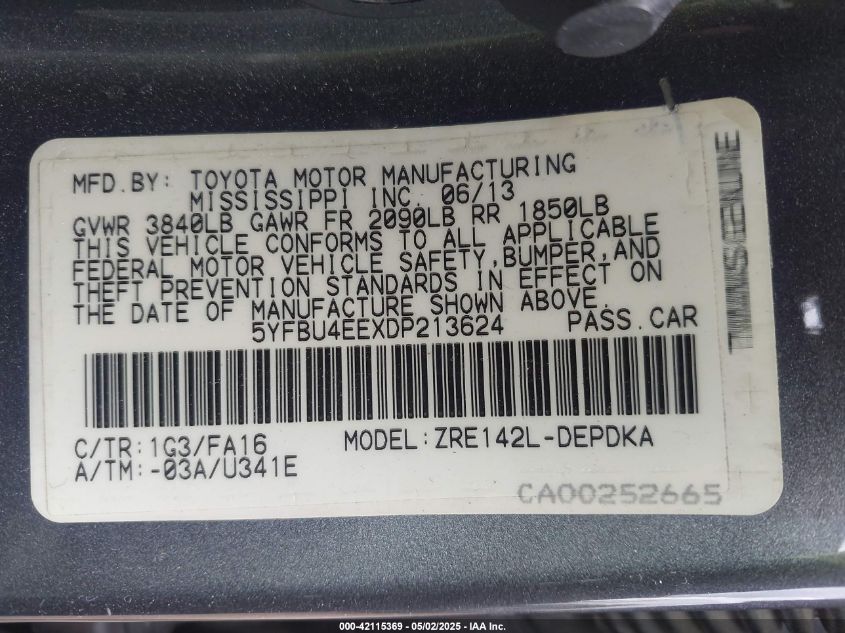 MFD.BY: TOYOTA MOTOR MANUFACTURING
MISSISSIPPI INC. 06/13
GVWR 3840LB GAWR FR 2090LB RR 1850LB
THIS VEHICLE CONFORMS TO ALL APPLICABLE
FEDERAL MOTOR VEHICLE SAFETY,BUMPER,AND
THEFT PREVENTION STANDARDS IN EFFECT ON
THE DATE OF MANUFACTURE SHOWN ABOVE.
5YFBU4EEXDP213624 PASS.CAR
C/TR:1G3/FA16 MODEL:ZRE142L-DEPDKA
A/TM:-03A/U341E
CA00252665
000-42115369 - 05/02/2025 - IAA Inc.